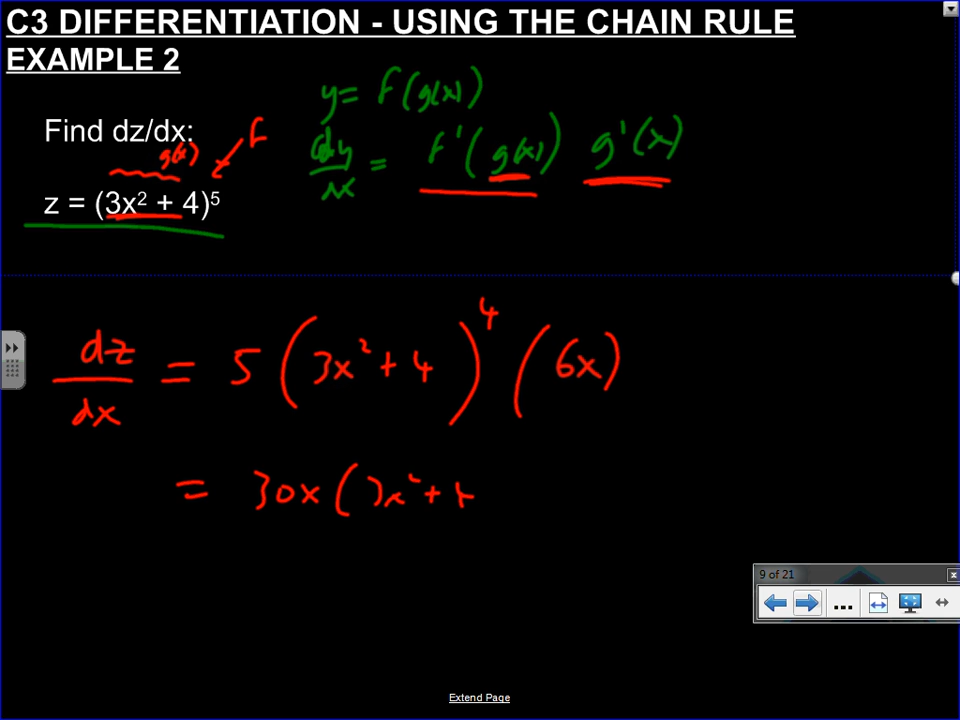 C3 DIFFERENTIATION - USING THE CHAIN RULE
EXAMPLE 2
y = f(g(x))
Find dz/dx:
g(x) f
dy/dx = f'(g(x)) g'(x)
z = (3x² + 4)⁵
dz/dx = 5(3x² + 4)⁴(6x)
= 30x(3x² + 4
9 of 21
...
Extend Page